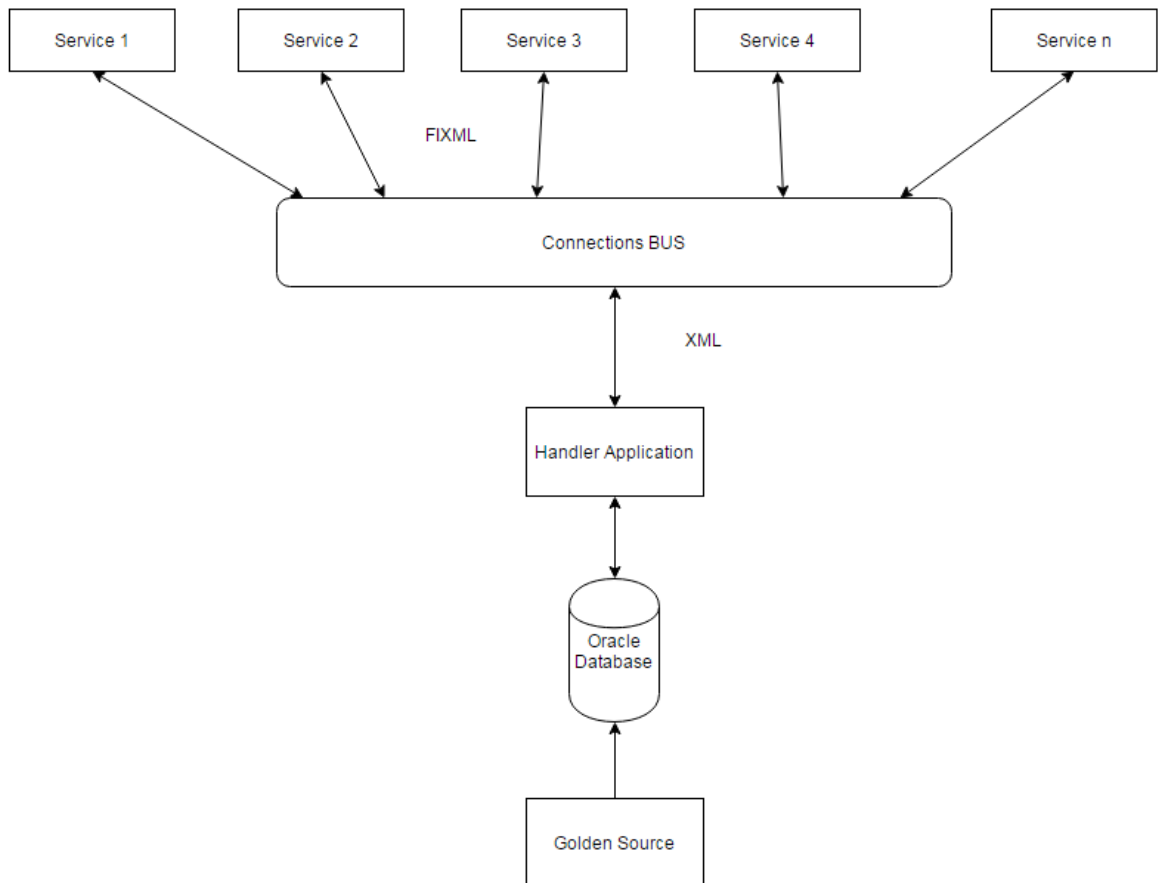 Service 1
Service 2
Service 3
Service 4
Service n
FIXML
Connections BUS
XML
Handler Application
Oracle
Database
Golden Source